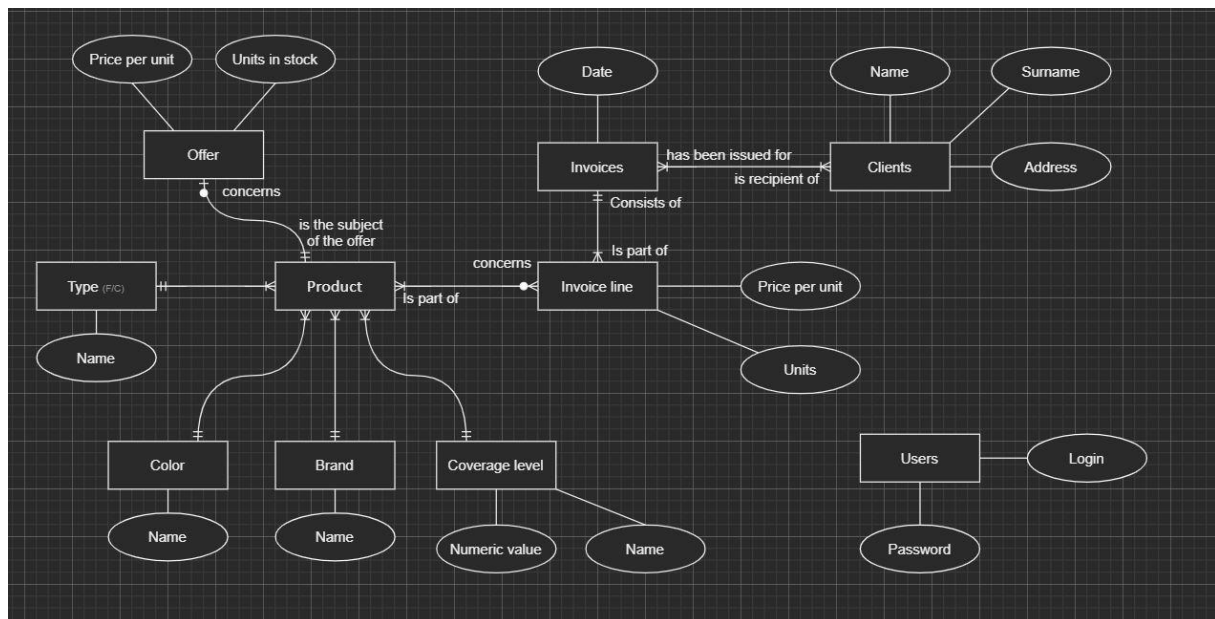 Price per unit
Units in stock
Date
Name
Surname
Offer
Invoices
has been issued for
is recipient of
Clients
Address
concerns
Consists of
is the subject
of the offer
Is part of
Type (F/C)
Product
concerns
Is part of
Invoice line
Price per unit
Name
Units
Color
Brand
Coverage level
Users
Login
Name
Name
Numeric value
Name
Password